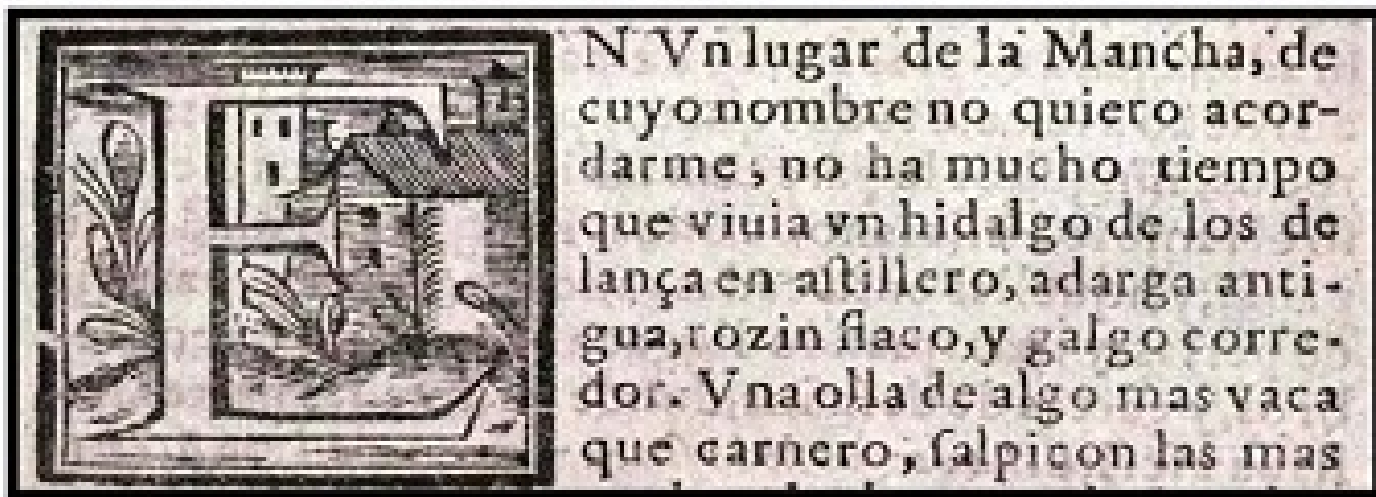 EN Vn lugar de la Mancha, de
cuyo nombre no quiero acor-
darme, no ha mucho tiempo
que viuia vn hidalgo de los de
lança en astillero, adarga anti-
gua, rozin flaco, y galgo corre-
dor. Vna olla de algo mas vaca
que carnero, salpicon las mas